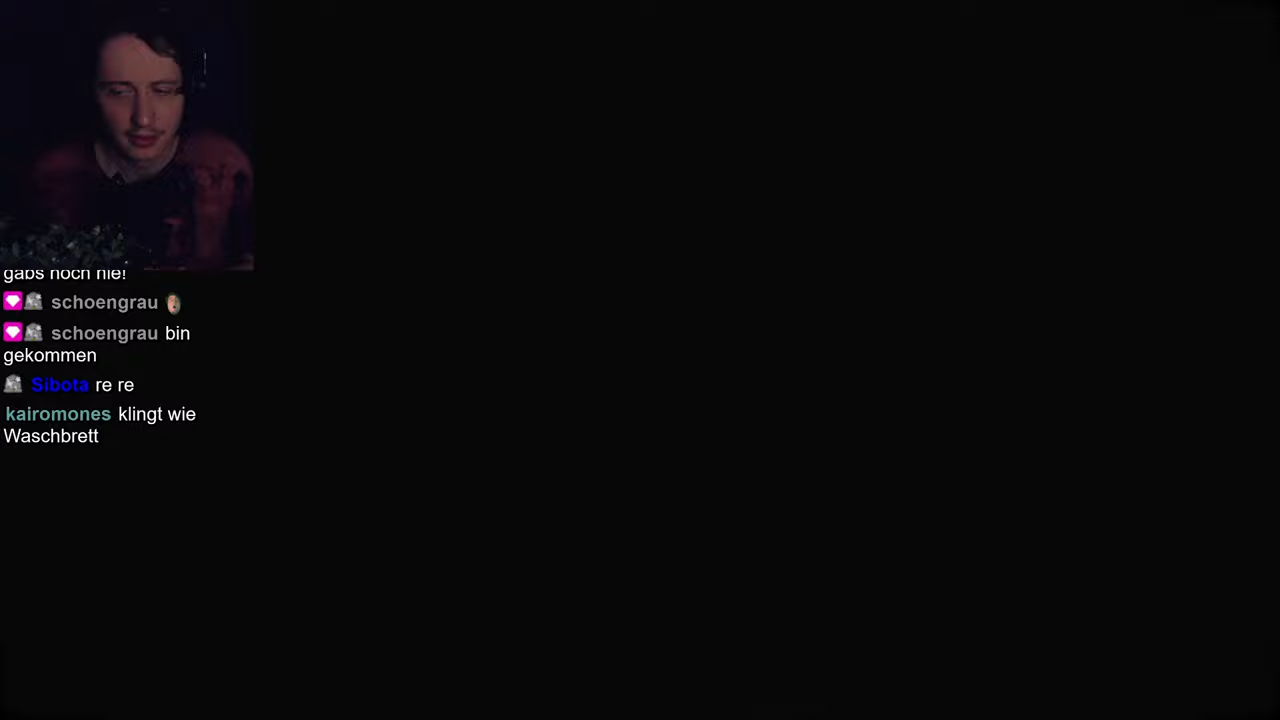 gabs noch nie!
schoengrau
schoengrau bin
gekommen
Sibota re re
kairomones klingt wie
Waschbrett